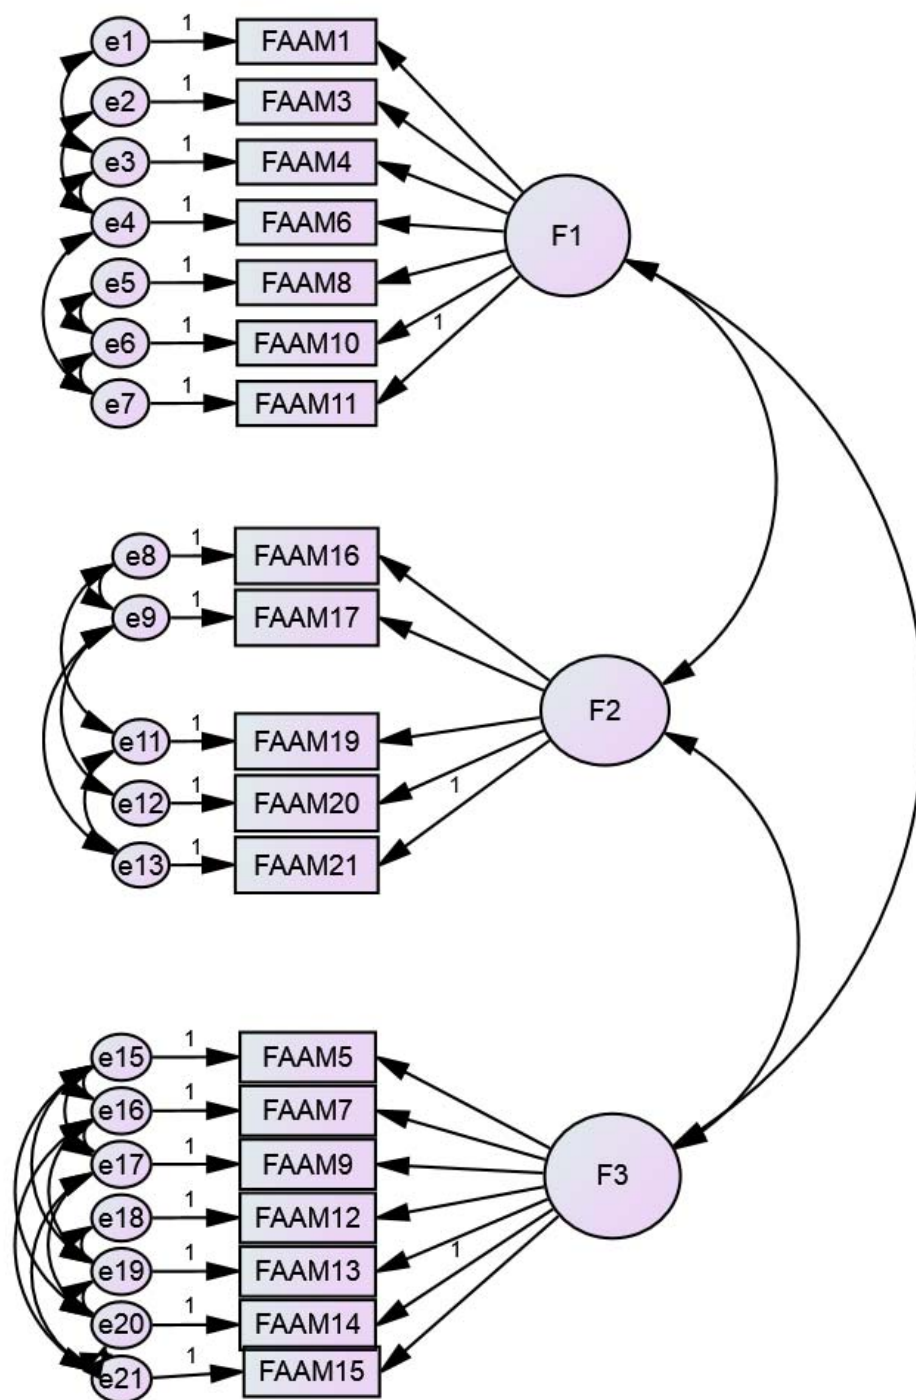 e1 1 FAAM1
e2 1 FAAM3
e3 1 FAAM4
e4 1 FAAM6
F1
e5 1 FAAM8
e6 1 FAAM10 1
e7 1 FAAM11
e8 1 FAAM16
e9 1 FAAM17
F2
e11 1 FAAM19
e12 1 FAAM20 1
e13 1 FAAM21
e15 1 FAAM5
e16 1 FAAM7
e17 1 FAAM9
F3
e18 1 FAAM12
e19 1 FAAM13 1
e20 1 FAAM14
e21 1 FAAM15